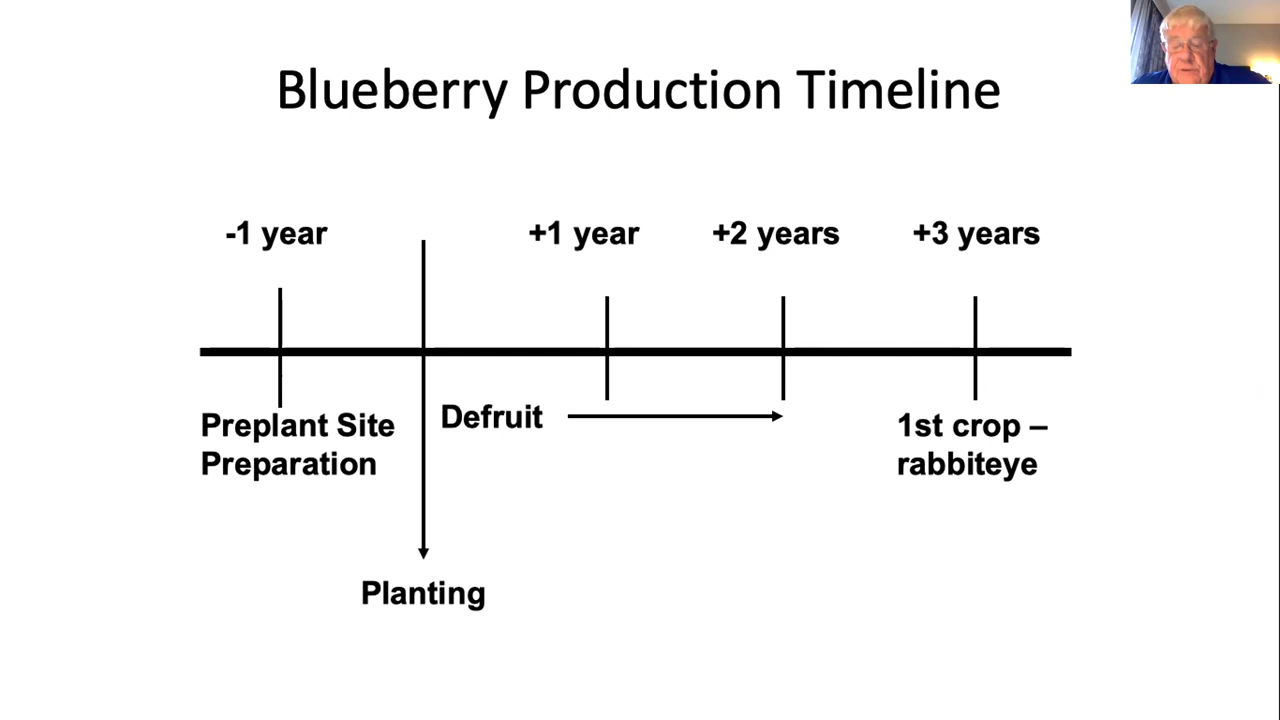 Blueberry Production Timeline
-1 year
+1 year
+2 years
+3 years
Preplant Site
Preparation
Defruit
1st crop –
rabbiteye
Planting